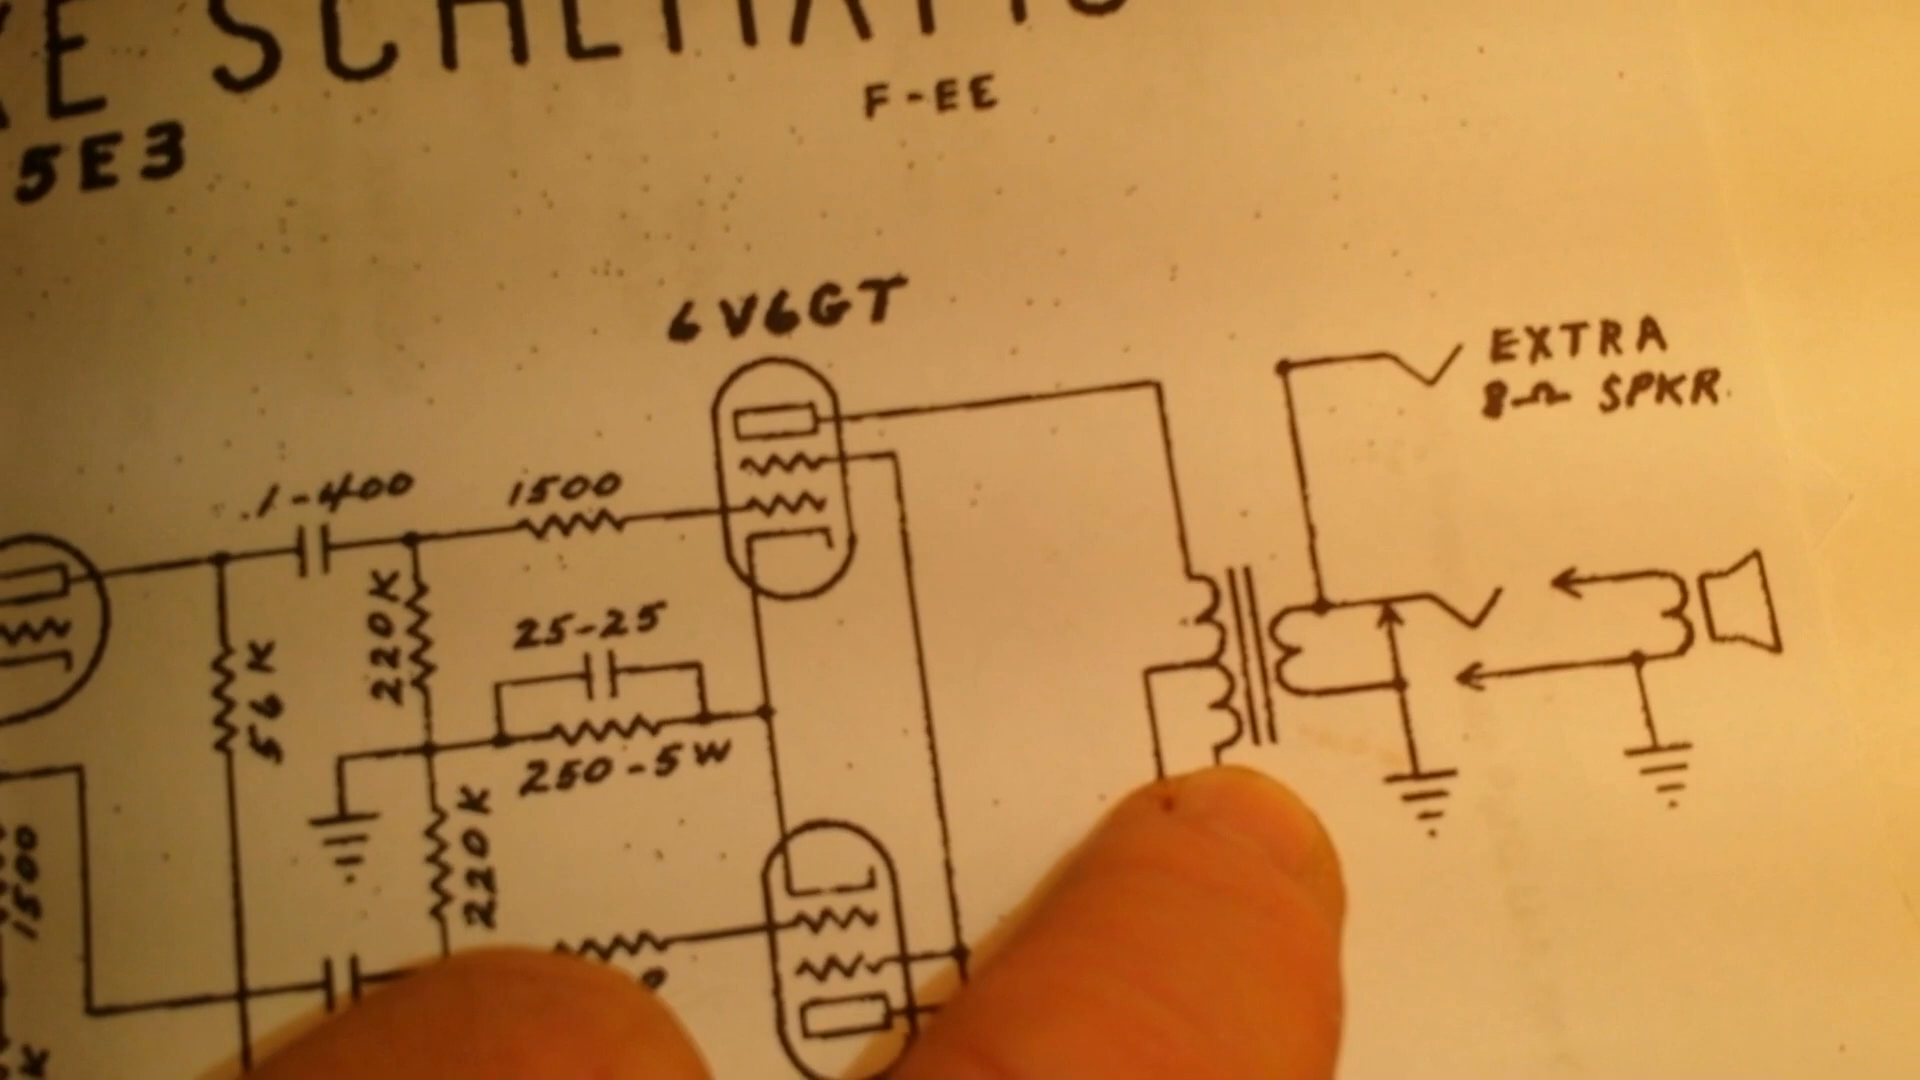 SCHEMATIC
F-EE
5E3
6V6GT
EXTRA
8-Ω SPKR.
.1-400
1500
220K
25-25
56K
250-5W
220K
1500
K